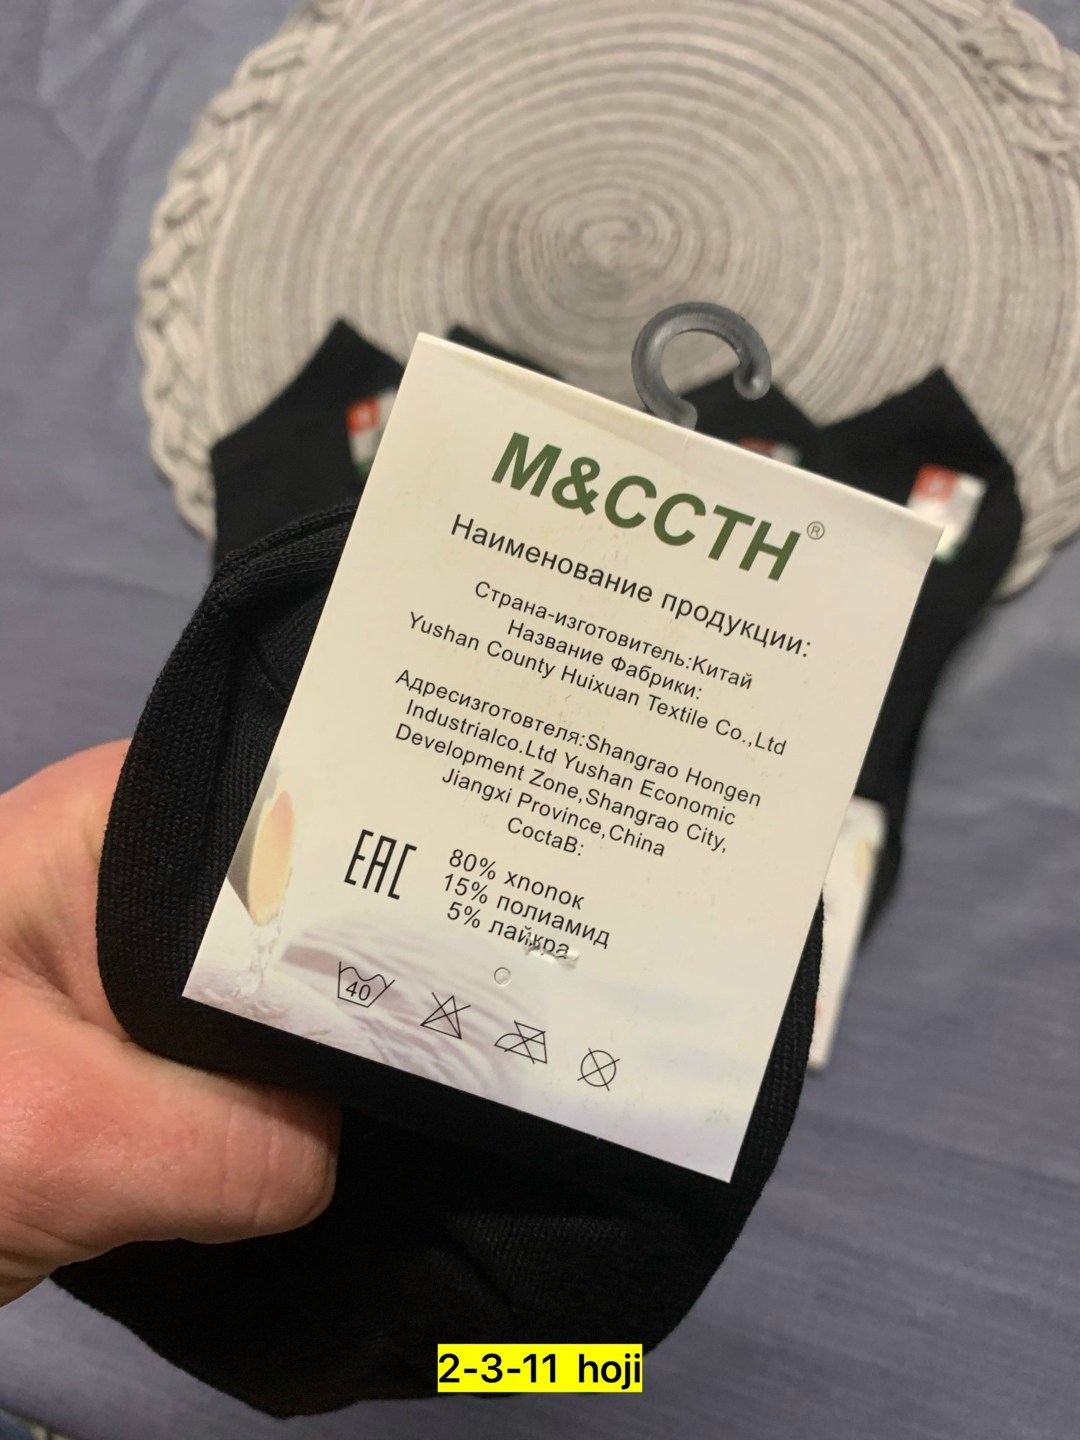 M&CCTH®
Наименование продукции:
Страна-изготовитель:Китай
Название Фабрики:
Yushan County Huixuan Textile Co.,Ltd
Адресизготовтеля:Shangrao Hongen
Industrialco.Ltd Yushan Economic
Development Zone,Shangrao City,
Jiangxi Province,China
СостаВ:
EAC
80% хлопок
15% полиамид
5% лайкра
40
2-3-11 hoji